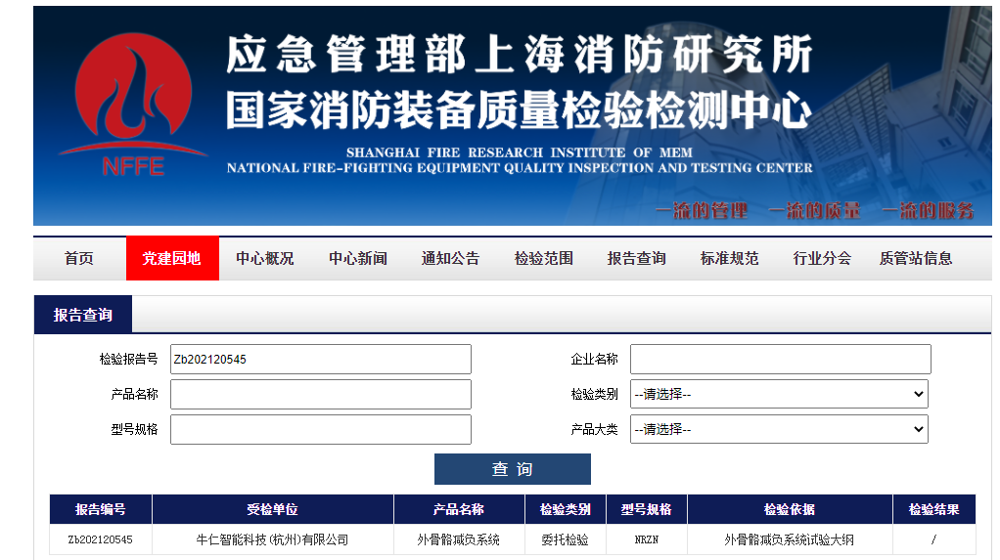 应急管理部上海消防研究所
国家消防装备质量检验检测中心
SHANGHAI FIRE RESEARCH INSTITUTE OF MEM
NATIONAL FIRE-FIGHTING EQUIPMENT QUALITY INSPECTION AND TESTING CENTER
NFFE
一流的管理 一流的质量 一流的服务
首页 党建园地 中心概况 中心新闻 通知公告 检验范围 报告查询 标准规范 行业分会 质管站信息
报告查询
检验报告号 Zb202120545 企业名称
产品名称 检验类别 --请选择--
型号规格 产品大类 --请选择--
查 询
报告编号 受检单位 产品名称 检验类别 型号规格 检验依据 检验结果
Zb202120545 牛仁智能科技(杭州)有限公司 外骨骼减负系统 委托检验 NRZN 外骨骼减负系统试验大纲 /